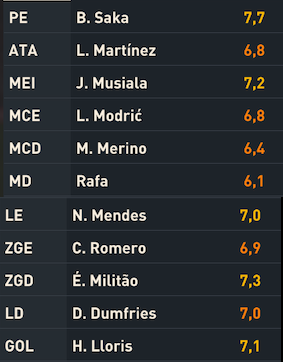 PE B. Saka 7,7
ATA L. Martínez 6,8
MEI J. Musiala 7,2
MCE L. Modrić 6,8
MCD M. Merino 6,4
MD Rafa 6,1
LE N. Mendes 7,0
ZGE C. Romero 6,9
ZGD É. Militão 7,3
LD D. Dumfries 7,0
GOL H. Lloris 7,1